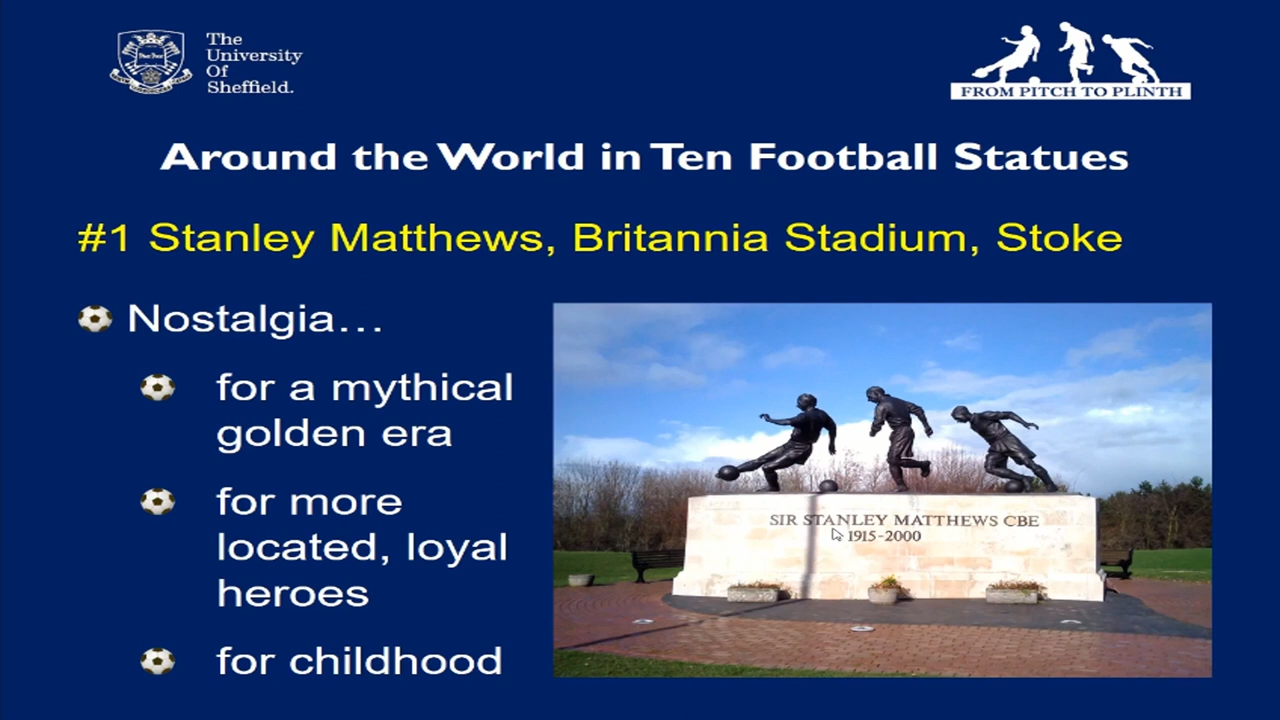 The
University
Of
Sheffield.
FROM PITCH TO PLINTH
Around the World in Ten Football Statues
#1 Stanley Matthews, Britannia Stadium, Stoke
Nostalgia…
for a mythical
golden era
for more
located, loyal
heroes
for childhood
SIR STANLEY MATTHEWS CBE
1915-2000